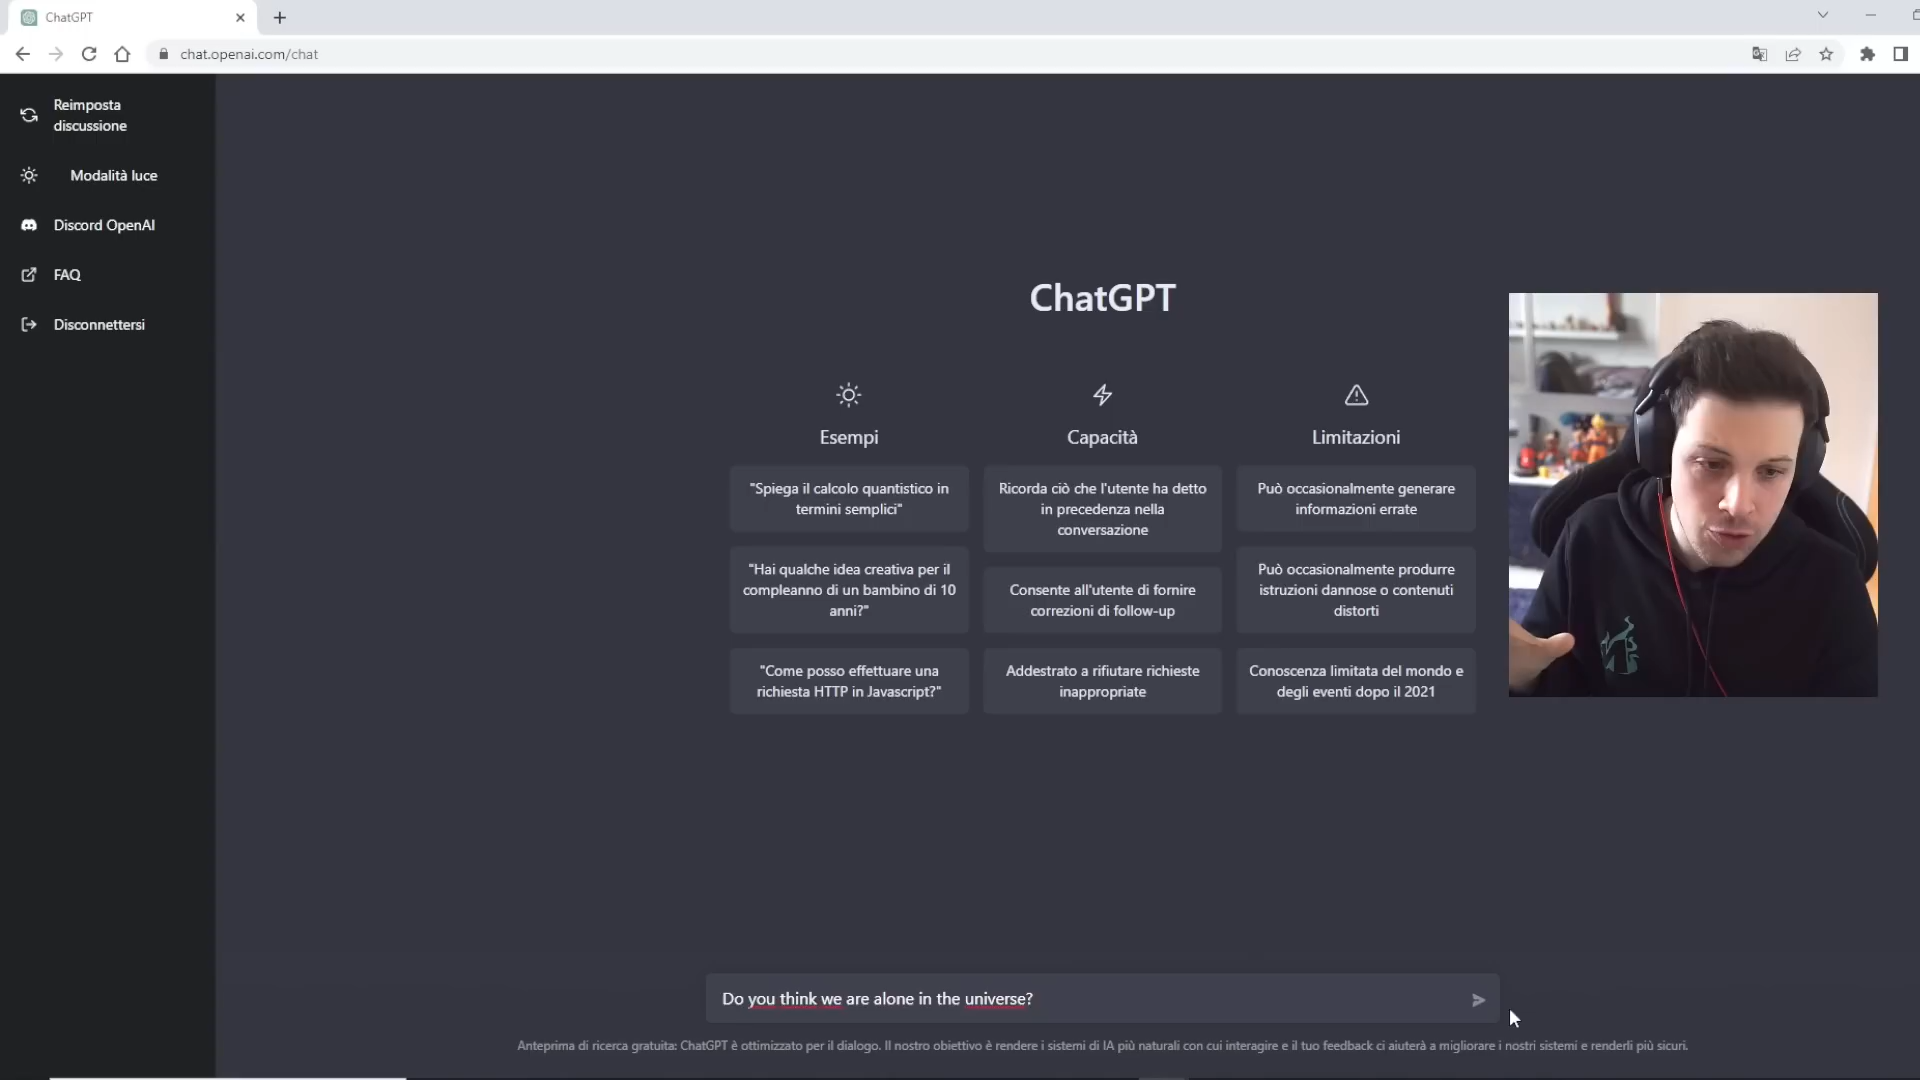 ChatGPT
chat.openai.com/chat
Reimposta
discussione
Modalità luce
Discord OpenAI
FAQ
Disconnettersi
ChatGPT
Esempi
"Spiega il calcolo quantistico in
termini semplici"
"Hai qualche idea creativa per il
compleanno di un bambino di 10
anni?"
"Come posso effettuare una
richiesta HTTP in Javascript?"
Capacità
Ricorda ciò che l'utente ha detto
in precedenza nella
conversazione
Consente all'utente di fornire
correzioni di follow-up
Addestrato a rifiutare richieste
inappropriate
Limitazioni
Può occasionalmente generare
informazioni errate
Può occasionalmente produrre
istruzioni dannose o contenuti
distorti
Conoscenza limitata del mondo e
degli eventi dopo il 2021
Do you think we are alone in the universe?
Anteprima di ricerca gratuita: ChatGPT è ottimizzato per il dialogo. Il nostro obiettivo è rendere i sistemi di IA più naturali con cui interagire e il tuo feedback ci aiuterà a migliorare i nostri sistemi e renderli più sicuri.